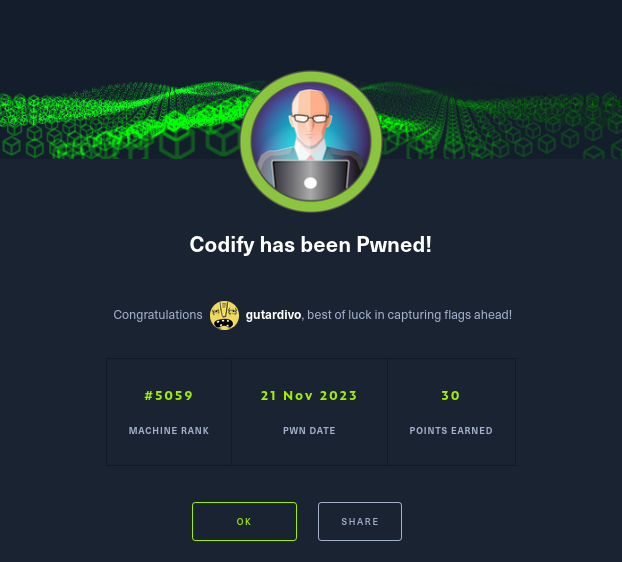 Codify has been Pwned!
Congratulations gutardivo, best of luck in capturing flags ahead!
#5059 21 Nov 2023 30
MACHINE RANK PWN DATE POINTS EARNED
OK SHARE